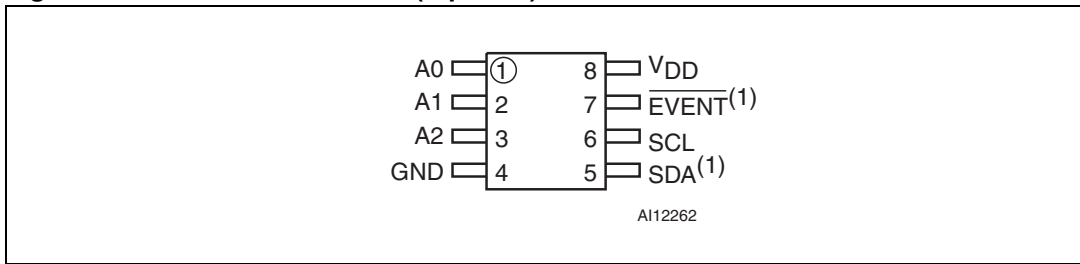 A0 1 8 VDD
A1 2 7 EVENT(1)
A2 3 6 SCL
GND 4 5 SDA(1)
AI12262